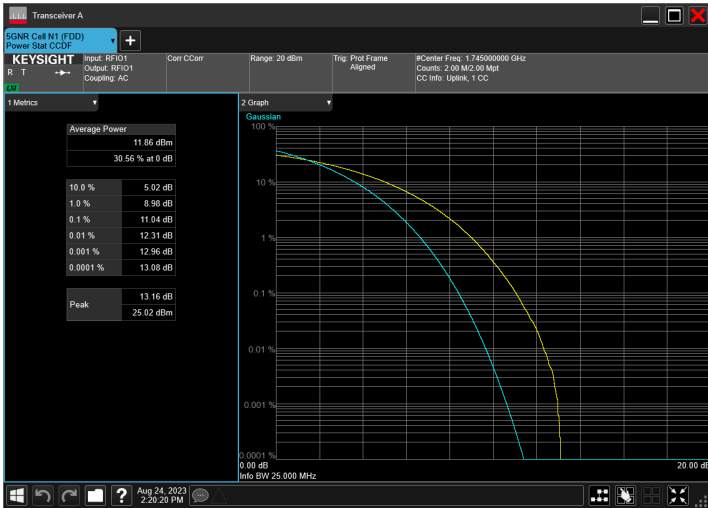 Transceiver A
5GNR Cell N1 (FDD)
Power Stat CCDF
KEYSIGHT
R T
Input: RFIO1
Output: RFIO1
Coupling: AC
Corr CCorr
Range: 20 dBm
Trig: Prot Frame
Aligned
#Center Freq: 1.745000000 GHz
Counts: 2.00 M/2.00 Mpt
CC Info: Uplink, 1 CC
1 Metrics
Average Power
11.86 dBm
30.56 % at 0 dB
10.0 % 5.02 dB
1.0 % 8.98 dB
0.1 % 11.04 dB
0.01 % 12.31 dB
0.001 % 12.96 dB
0.0001 % 13.08 dB
Peak
13.16 dB
25.02 dBm
2 Graph
Gaussian
100 %
10 %
1 %
0.1 %
0.01 %
0.001 %
0.0001 %
0.00 dB
20.00 dB
Info BW 25.000 MHz
?
Aug 24, 2023
2:20:20 PM